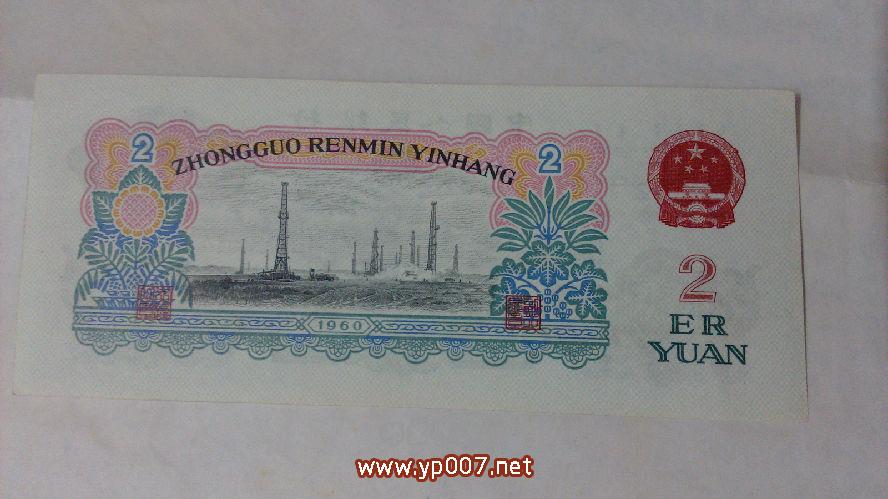 2
ZHONGGUO RENMIN YINHANG
2
1960
2
ER
YUAN
www.yp007.net